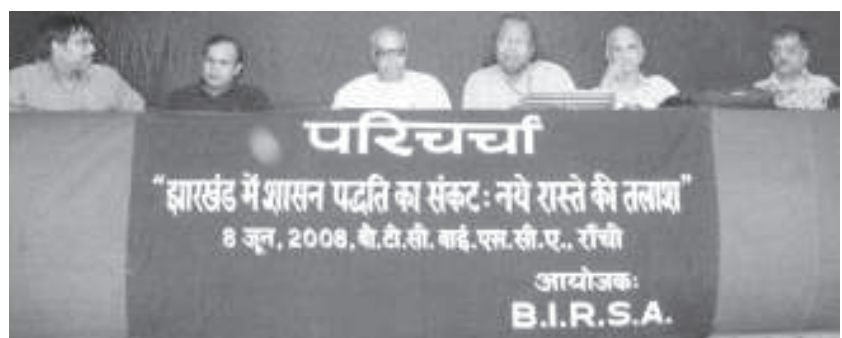 परिचर्चा
“झारखंड में शासन पद्धति का संकट : नये रास्ते की तलाश”
8 जून, 2008, बी.टी.सी. वाई.एम.सी.ए., राँची
आयोजक:
B.I.R.S.A.